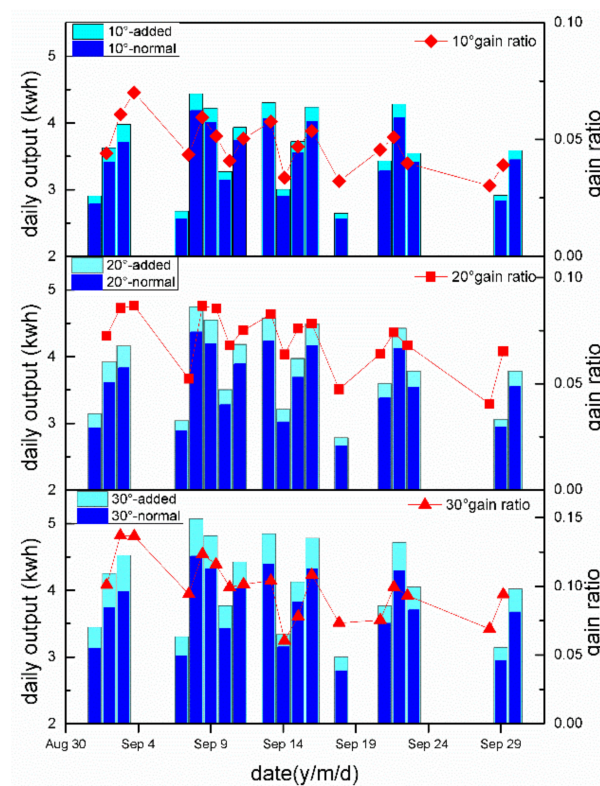 10°-added
10°-normal
10°gain ratio
5
4
3
2
0.10
0.05
0.00
daily output (kwh)
gain ratio
20°-added
20°-normal
20°gain ratio
5
4
3
2
0.10
0.05
0.00
daily output (kwh)
gain ratio
30°-added
30°-normal
30°gain ratio
5
4
3
2
0.15
0.10
0.05
0.00
daily output (kwh)
gain ratio
Aug 30 Sep 4 Sep 9 Sep 14 Sep 19 Sep 24 Sep 29
date(y/m/d)